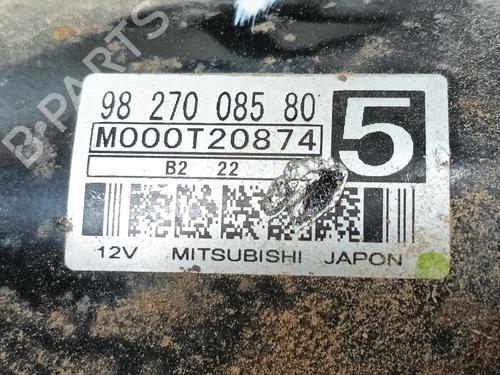 98 270 085 80
M000T20874
5
B2 22
12V MITSUBISHI JAPON
B-PARTS